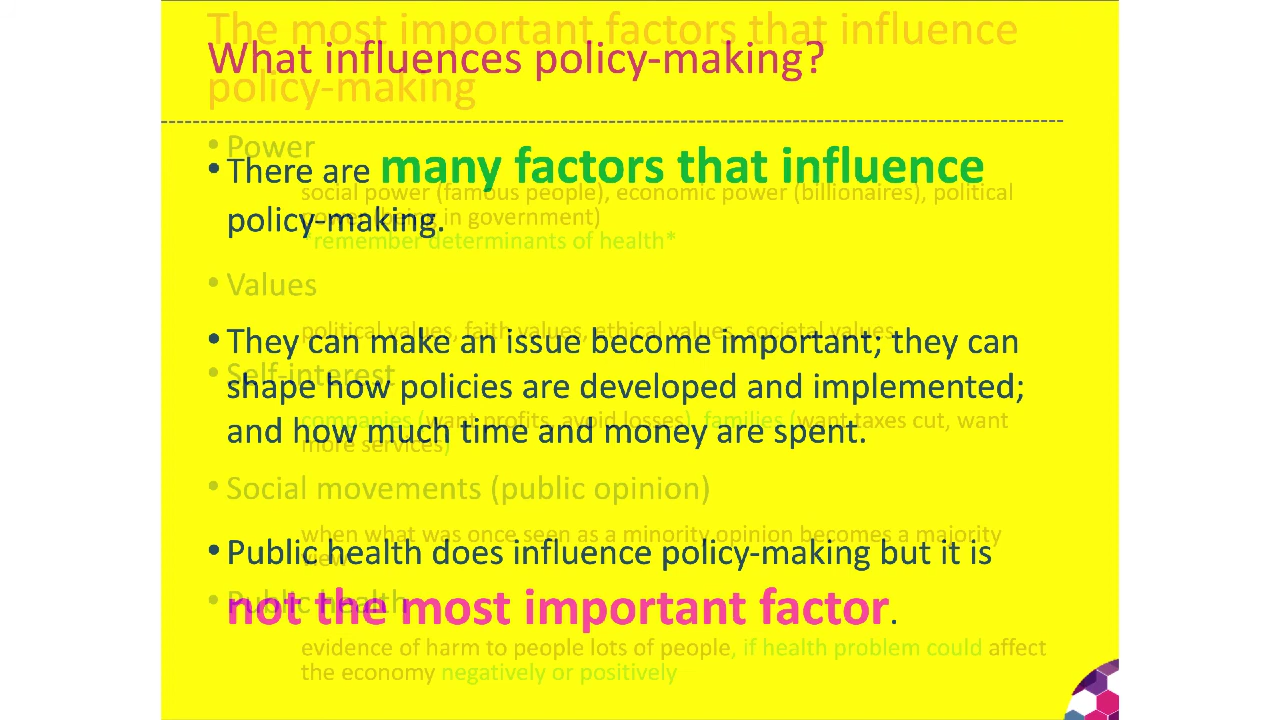 The most important factors that influence
What influences policy-making?
policy-making
• Power
• There are many factors that influence
social power (famous people), economic power (billionaires), political
power (being in government)
policy-making.
*remember determinants of health*
• Values
political values, faith values, ethical values, societal values
• They can make an issue become important; they can
• Self-interest
shape how policies are developed and implemented;
companies (want profits, avoid losses), families (want taxes cut, want
and how much time and money are spent.
more services)
• Social movements (public opinion)
when what was once seen as a minority opinion becomes a majority
• Public health does influence policy-making but it is
view
• Public health
not the most important factor.
evidence of harm to people lots of people, if health problem could affect
the economy negatively or positively